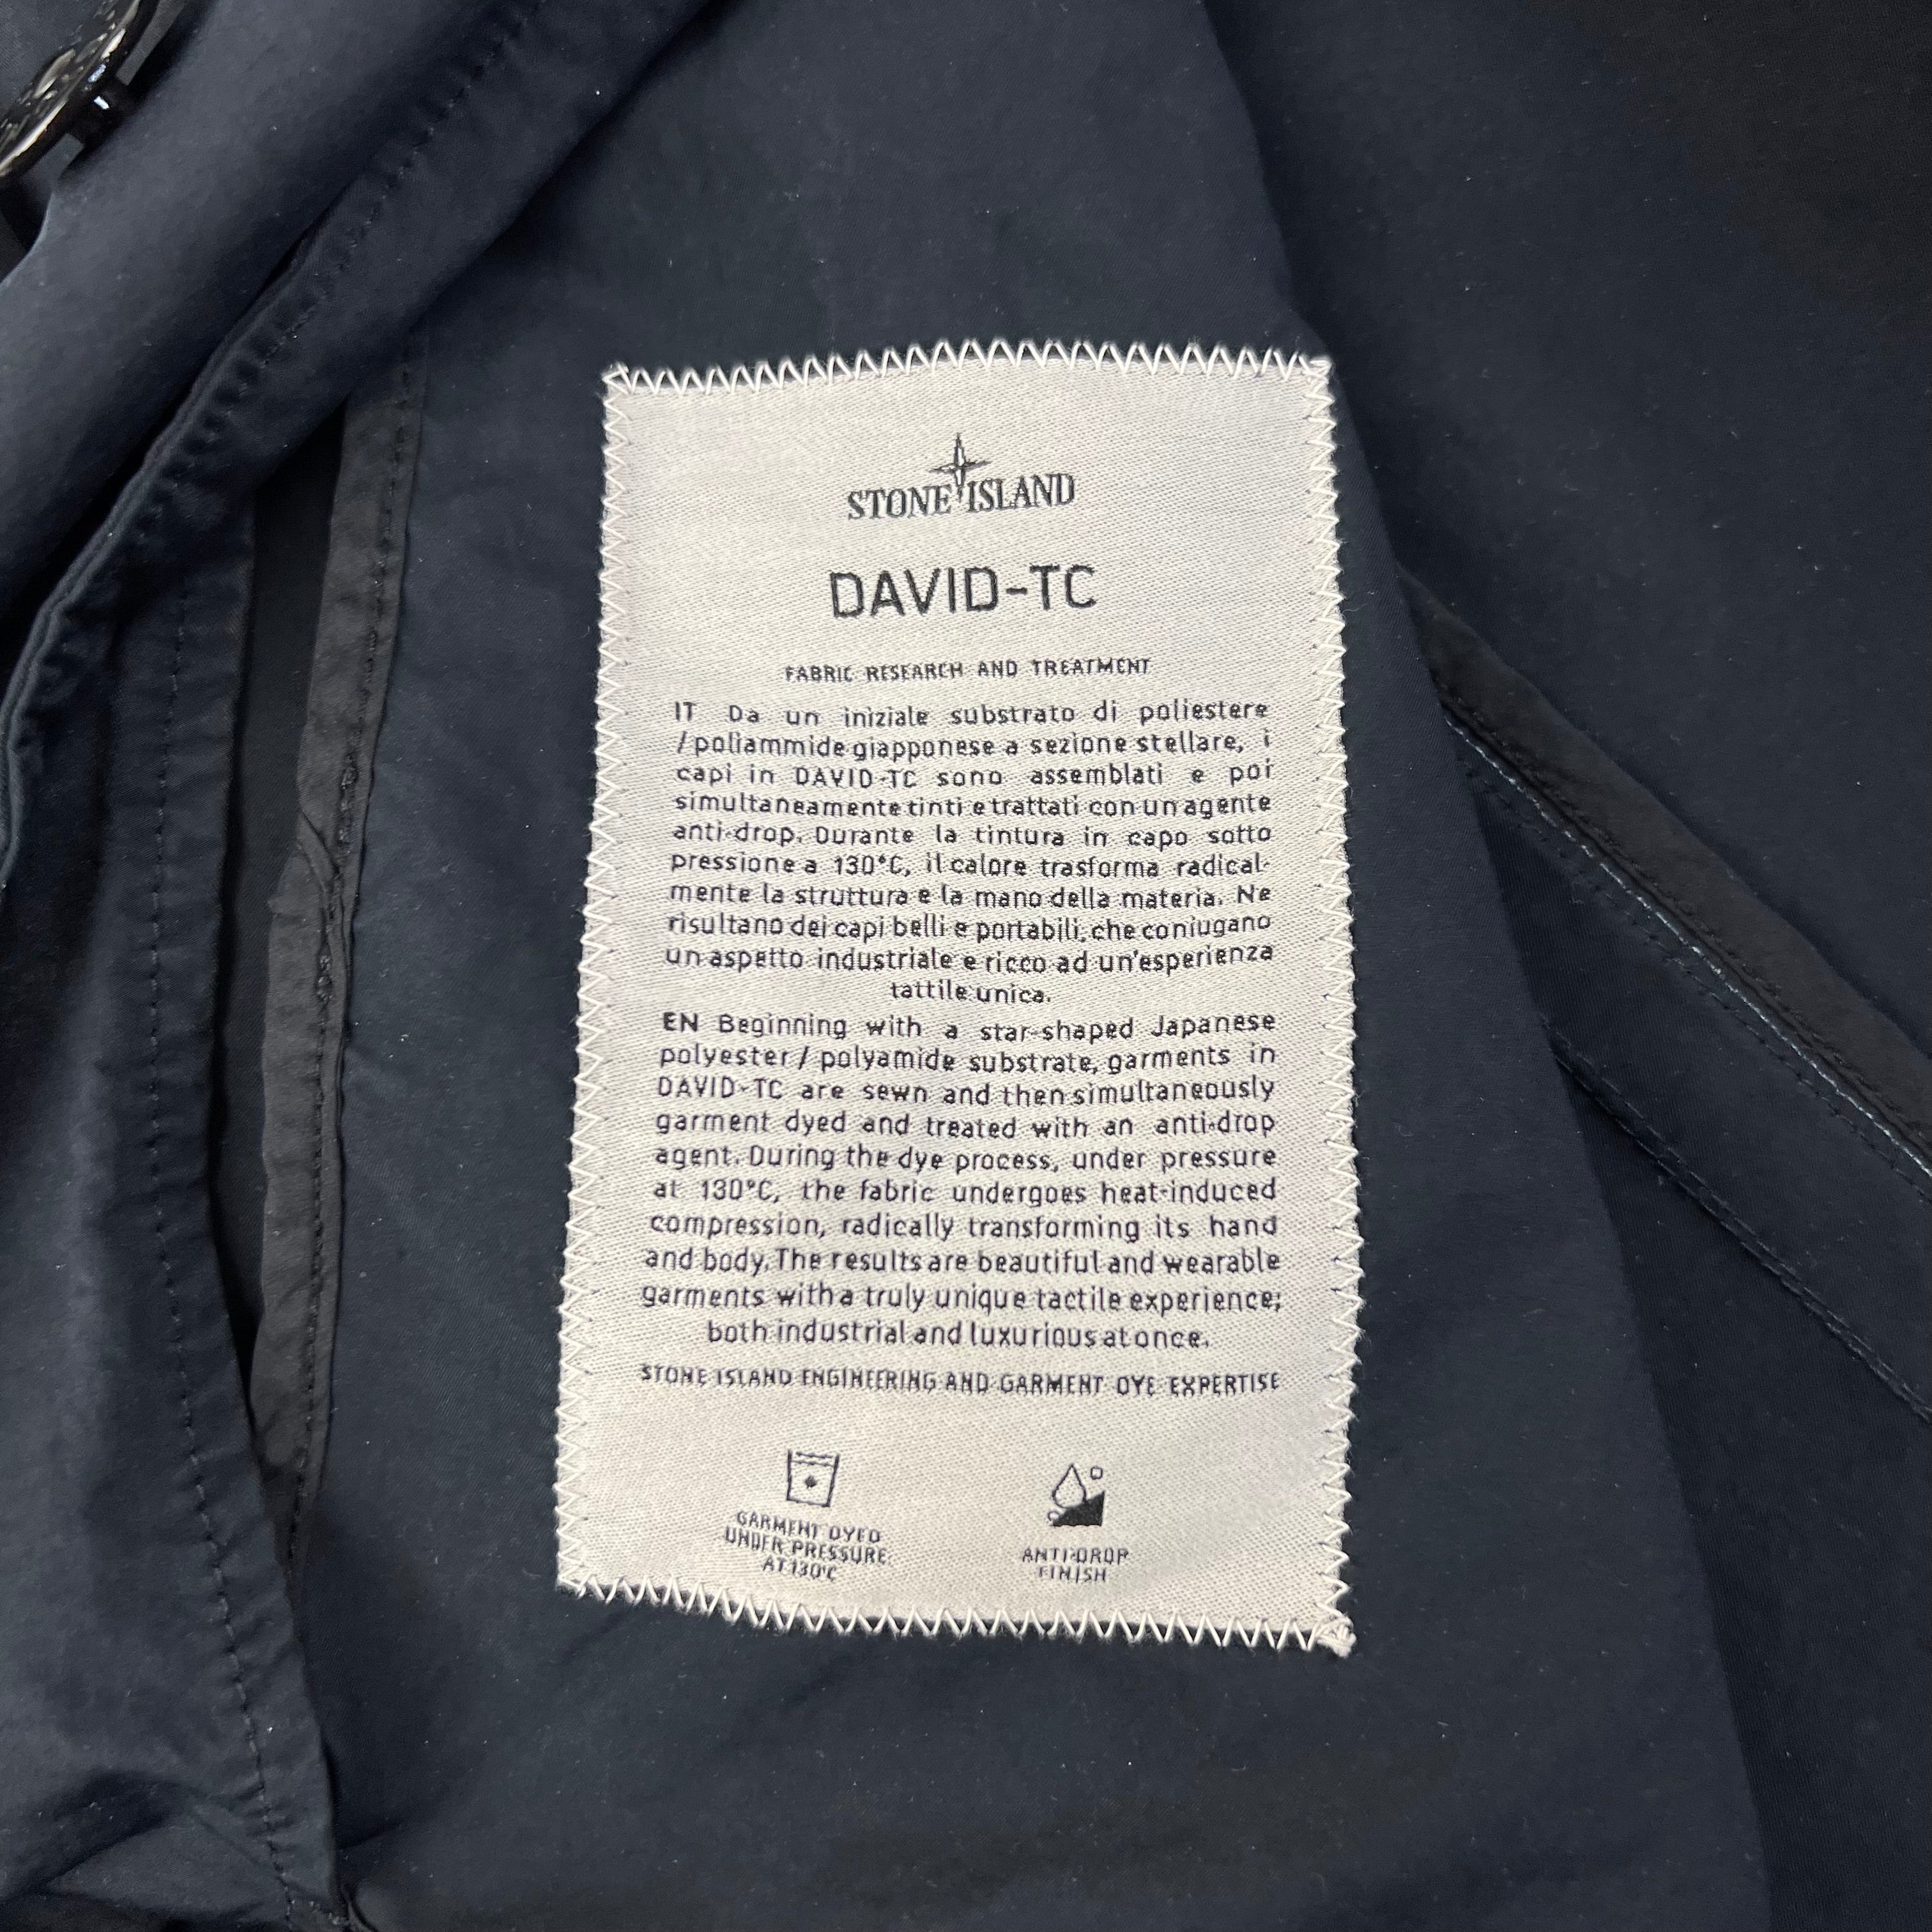 STONE ISLAND
DAVID-TC
FABRIC RESEARCH AND TREATMENT
IT Da un iniziale substrato di poliestere
/ poliammide giapponese a sezione stellare, i
capi in DAVID-TC sono assemblati e poi
simultaneamente tinti e trattati con un agente
anti-drop. Durante la tintura in capo sotto
pressione a 130°C, il calore trasforma radical-
mente la struttura e la mano della materia. Ne
risultano dei capi belli e portabili, che coniugano
un aspetto industriale e ricco ad un'esperienza
tattile unica.
EN Beginning with a star-shaped Japanese
polyester / polyamide substrate, garments in
DAVID-TC are sewn and then simultaneously
garment dyed and treated with an anti-drop
agent. During the dye process, under pressure
at 130°C, the fabric undergoes heat-induced
compression, radically transforming its hand
and body. The results are beautiful and wearable
garments with a truly unique tactile experience;
both industrial and luxurious at once.
STONE ISLAND ENGINEERING AND GARMENT DYE EXPERTISE
GARMENT DYED
UNDER PRESSURE
AT 130°C
ANTI-DROP
FINISH